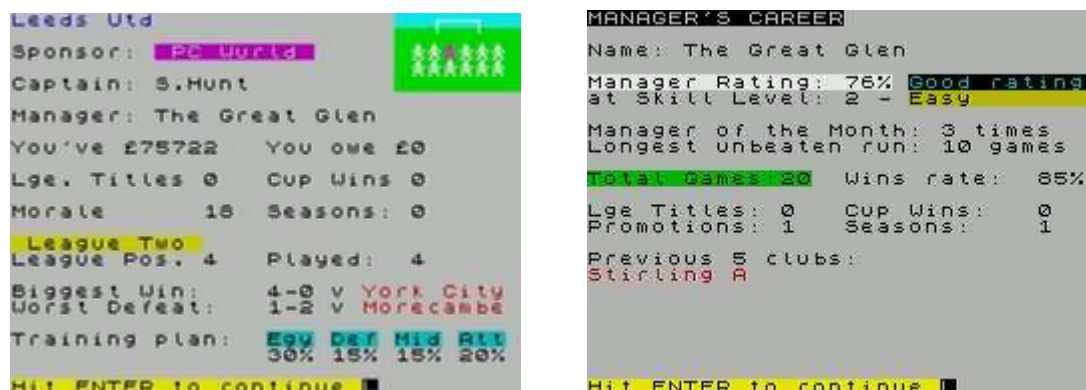 Leeds Utd
Sponsor: PC World
Captain: S.Hunt
Manager: The Great Glen
You've £75722 You owe £0
Lge. Titles 0 Cup Wins 0
Morale 18 Seasons: 0
League Two
League Pos. 4 Played: 4
Biggest Win: 4-0 v York City
Worst Defeat: 1-2 v Morecambe
Training plan: Egy Def Mid Att
30% 15% 15% 20%
Hit ENTER to continue
MANAGER'S CAREER
Name: The Great Glen
Manager Rating: 76% Good rating
at Skill Level: 2 - Easy
Manager of the Month: 3 times
Longest unbeaten run: 10 games
Total Games:20 Wins rate: 85%
Lge Titles: 0 Cup Wins: 0
Promotions: 1 Seasons: 1
Previous 5 clubs:
Stirling A
Hit ENTER to continue